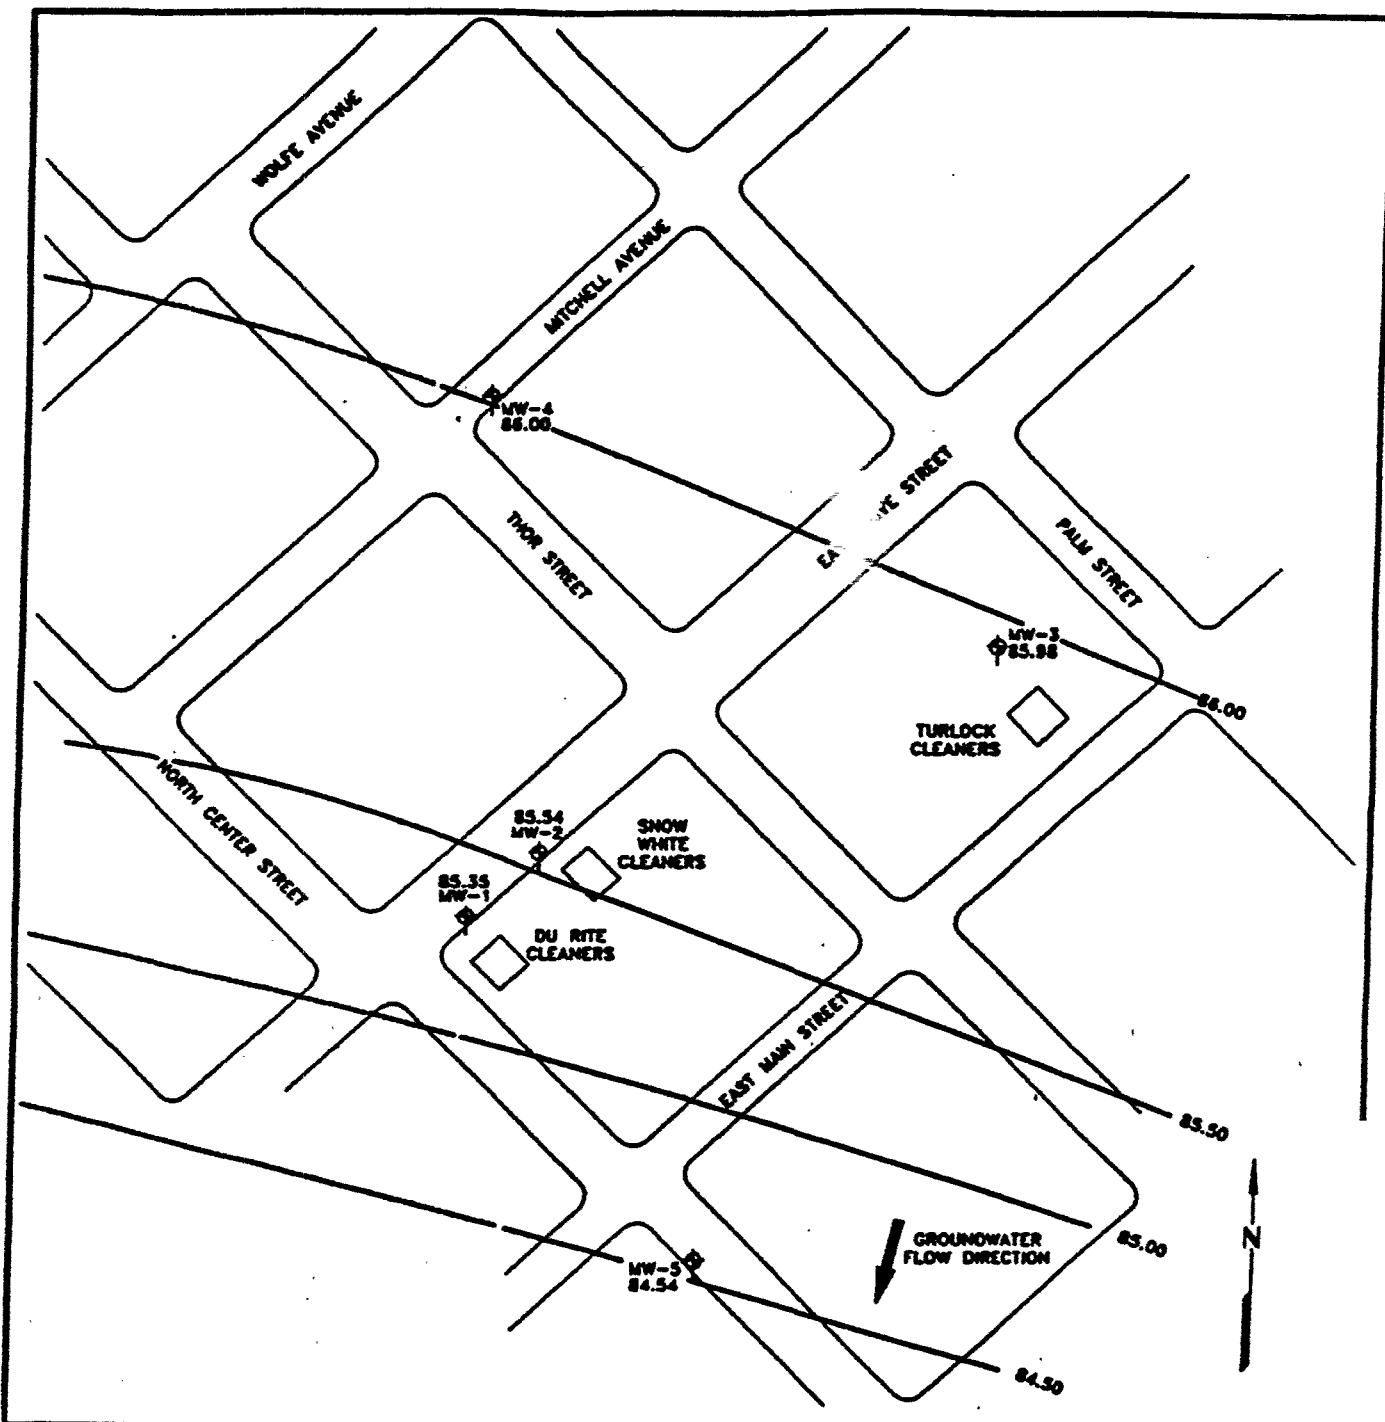 WOLFE AVENUE
MITCHELL AVENUE
MW-4
86.00
EA VE STREET
THOR STREET
PALM STREET
MW-3
85.98
86.00
TURLOCK
CLEANERS
NORTH CENTER STREET
85.54
MW-2
SNOW
WHITE
CLEANERS
85.35
MW-1
DU RITE
CLEANERS
EAST MAIN STREET
85.50
85.00
GROUNDWATER
FLOW DIRECTION
N
MW-5
84.54
84.50